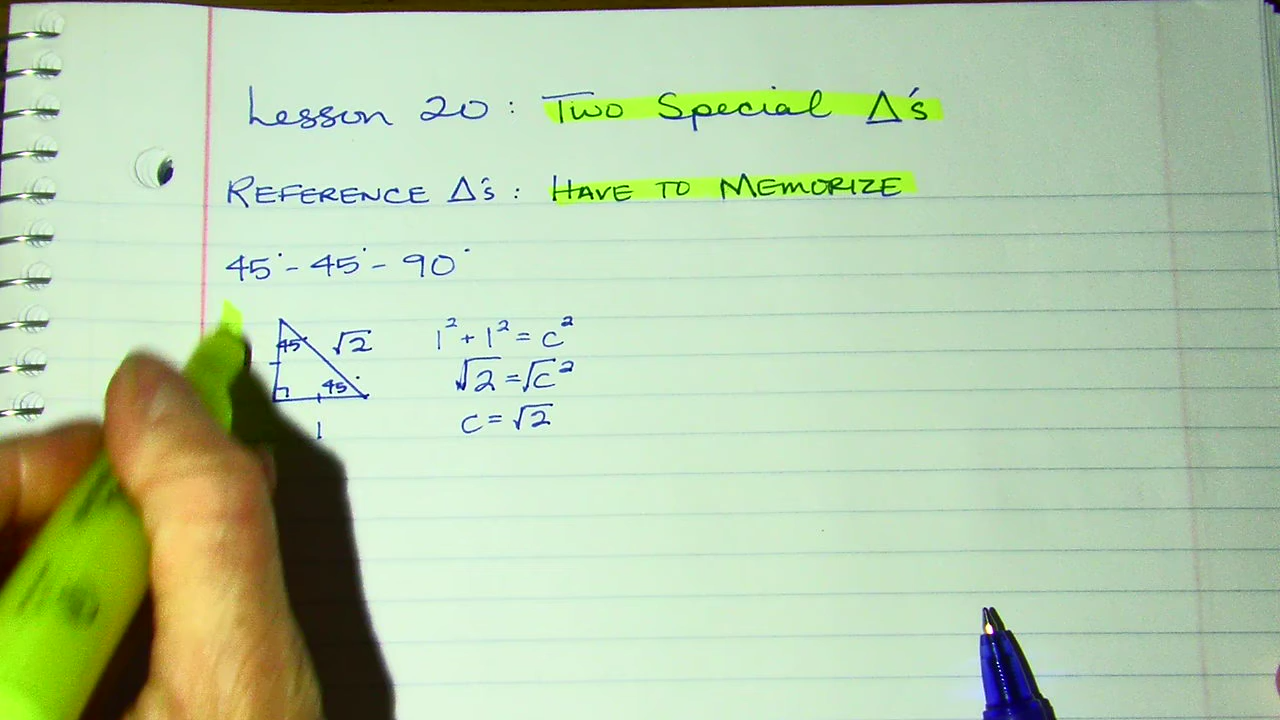 Lesson 20: Two Special Δ's
REFERENCE Δ's: HAVE TO MEMORIZE
45° - 45° - 90°
45° √2
45°
1
1² + 1² = c²
√2 = √c²
c = √2